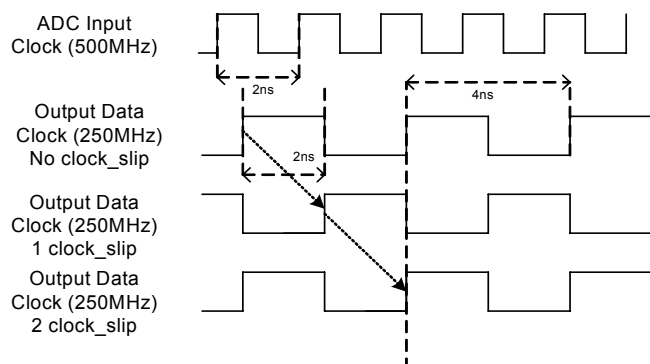 ADC Input
Clock (500MHz)
2ns
4ns
Output Data
Clock (250MHz)
No clock_slip
2ns
Output Data
Clock (250MHz)
1 clock_slip
Output Data
Clock (250MHz)
2 clock_slip